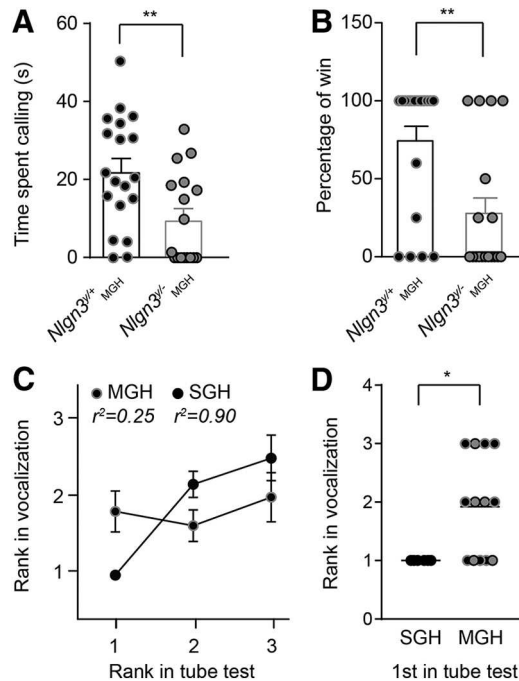 A
**
60
40
20
0
Time spent calling (s)
Nlgn3y/+ MGH
Nlgn3y/- MGH
B
**
150
100
50
0
Percentage of win
Nlgn3y/+ MGH
Nlgn3y/- MGH
C
MGH SGH
r²=0.25 r²=0.90
3
2
1
Rank in vocalization
1 2 3
Rank in tube test
D
*
4
3
2
1
0
Rank in vocalization
SGH MGH
1st in tube test